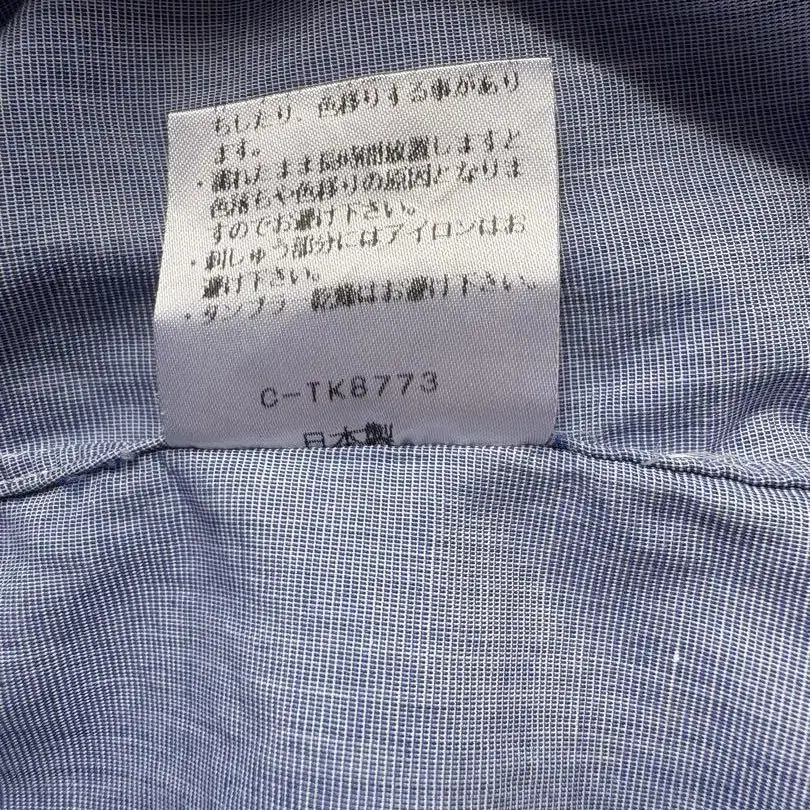 ちしたり、色移りする事があり
ます。
・濡れたまま長時間放置しますと
色落ちや色移りの原因となりま
すのでお避け下さい。
・刺しゅう部分にはアイロンはお
避け下さい。
・タンブラー乾燥はお避け下さい。
C-TK8773
日本製